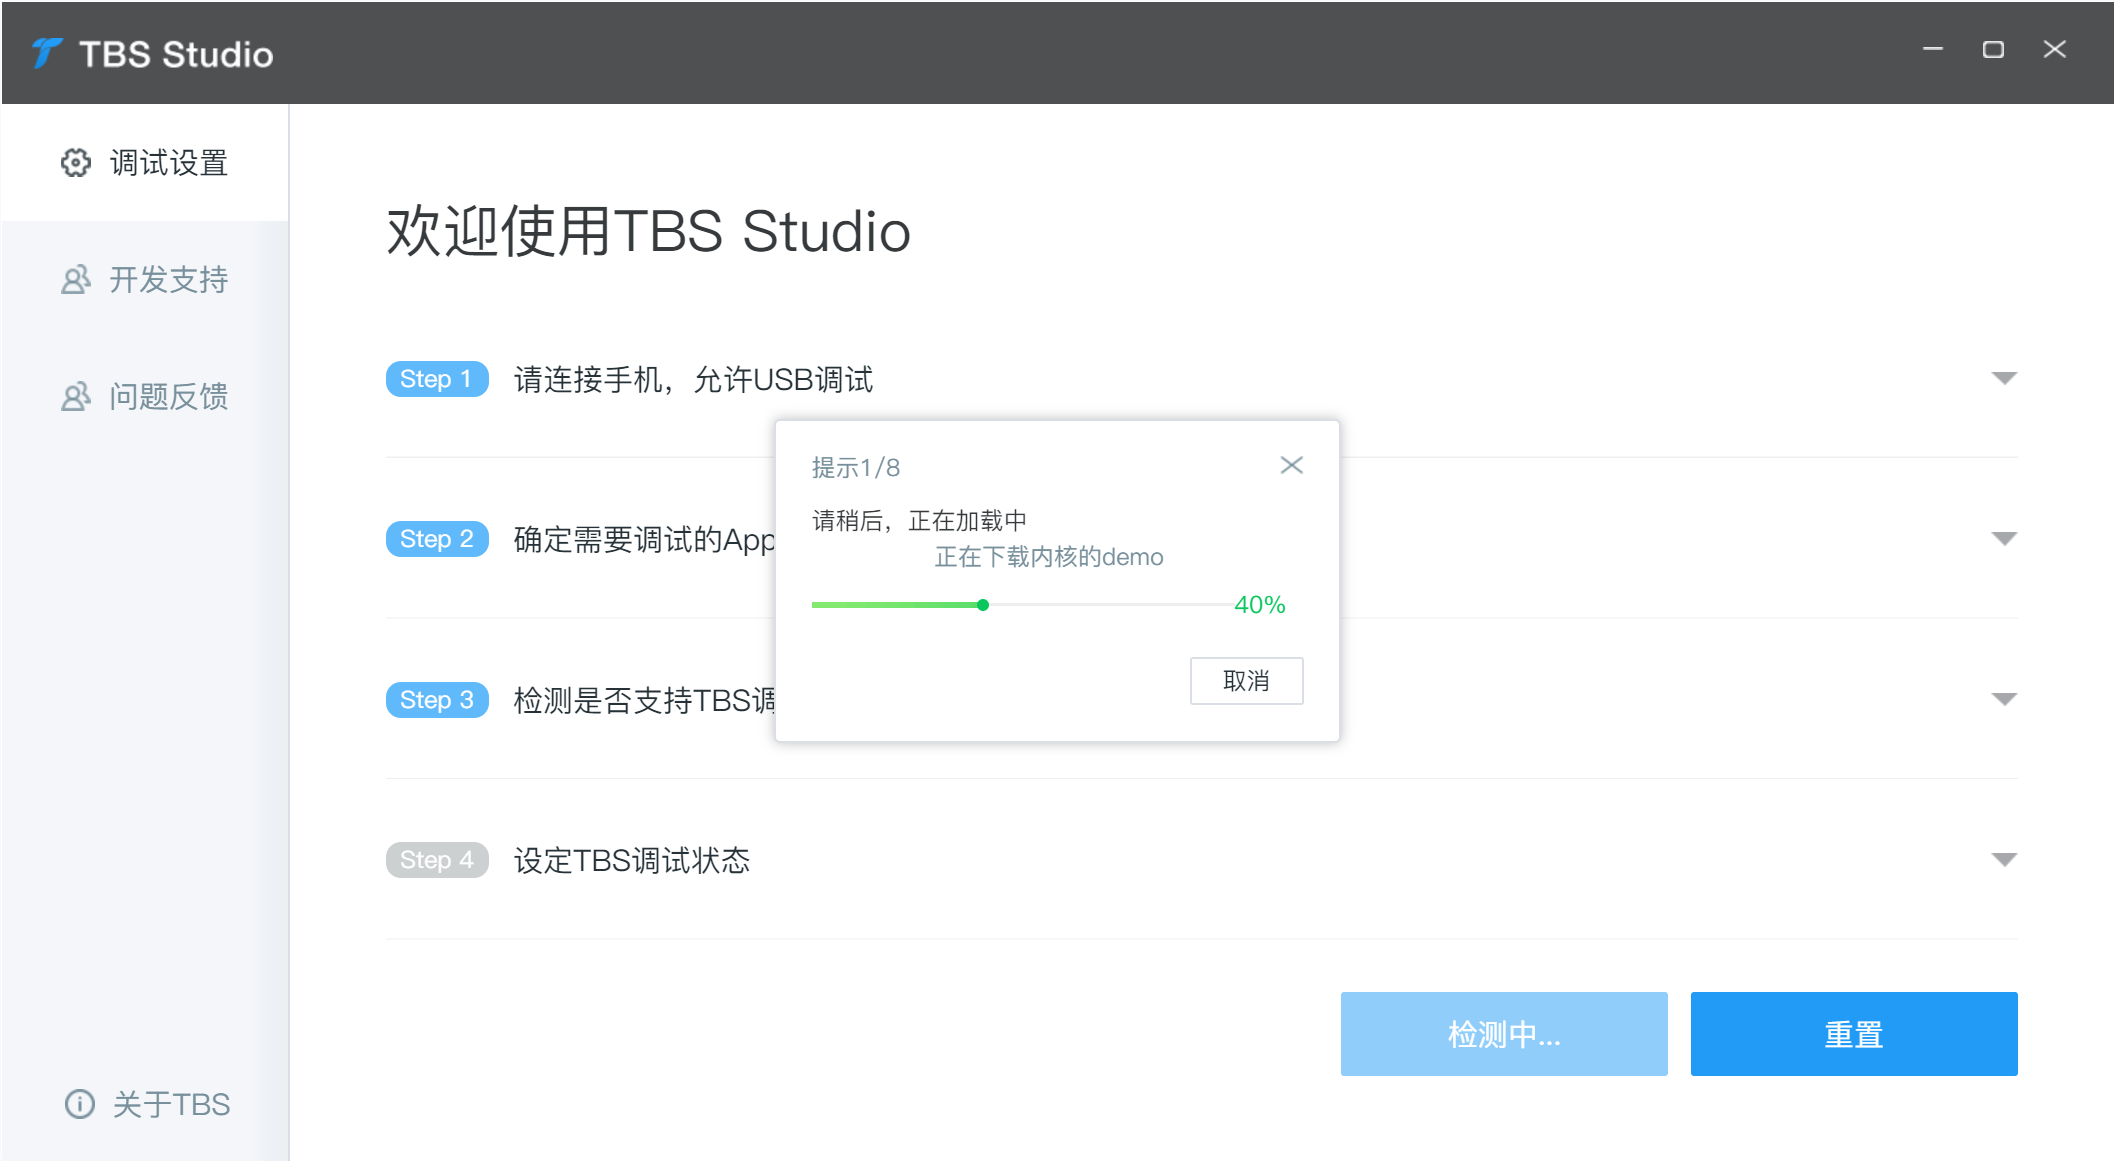 TBS Studio
调试设置
开发支持
问题反馈
关于TBS
欢迎使用TBS Studio
Step 1 请连接手机，允许USB调试
Step 2 确定需要调试的App
Step 3 检测是否支持TBS调
Step 4 设定TBS调试状态
提示1/8
请稍后，正在加载中
正在下载内核的demo
40%
取消
检测中...
重置